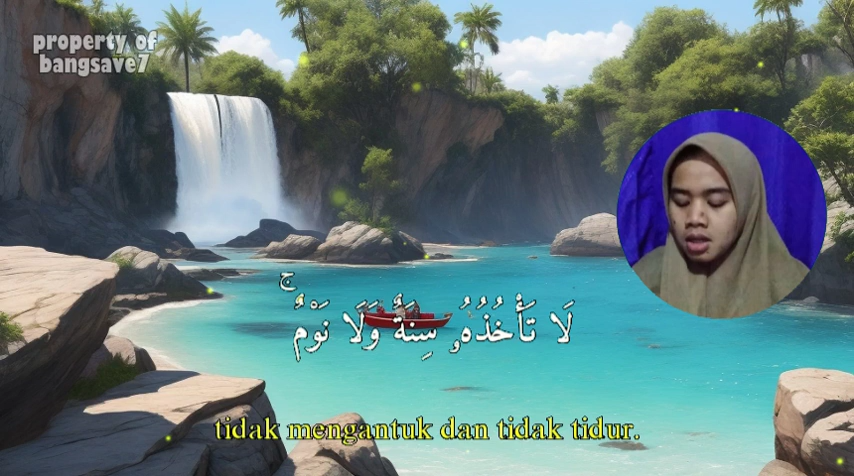 property of
bangsave7
لَا تَأْخُذُهُۥ سِنَةٌ وَلَا نَوْمٌ ۚ
tidak mengantuk dan tidak tidur.